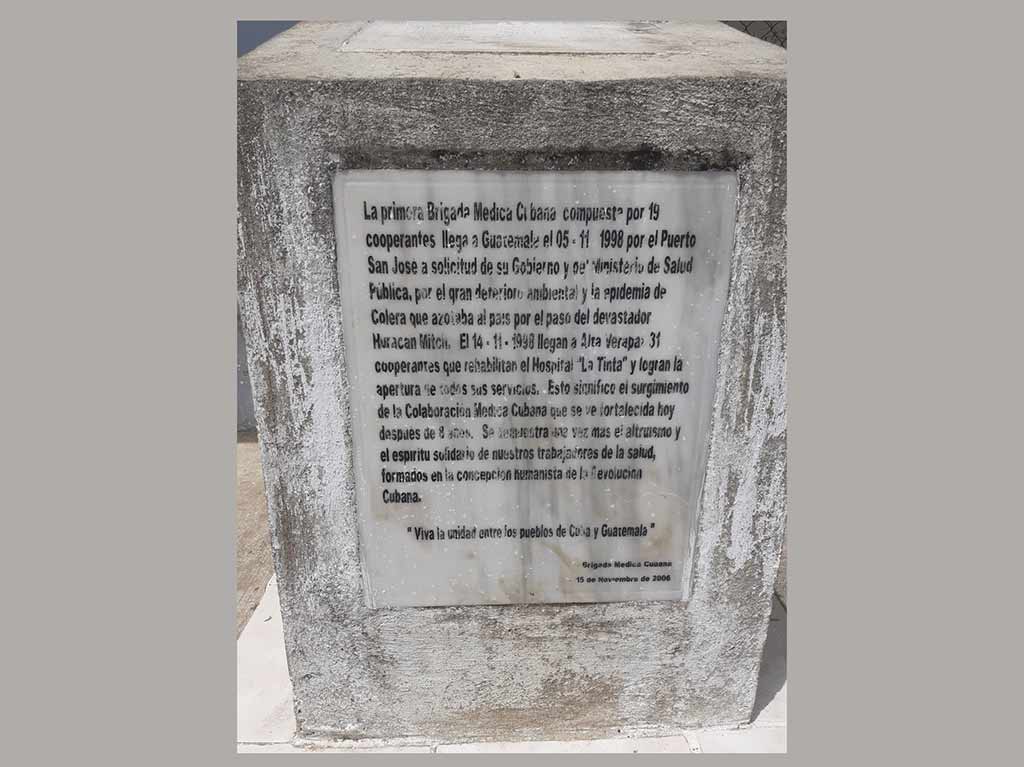 La primera Brigada Medica Cubana compuesta por 19
cooperantes llega a Guatemala el 05 - 11 1998 por el Puerto
San Jose a solicitud de su Gobierno y del Ministerio de Salud
Pública, por el gran deterioro ambiental y la epidemia de
Colera que azotaba al pais por el paso del devastador
Huracan Mitch. El 14 - 11 - 1998 llegan a Alta Verapaz 31
cooperantes que rehabilitan el Hospital "La Tinta" y logran la
apertura de todos sus servicios. Esto significo el surgimiento
de la Colaboración Medica Cubana que se ve fortalecida hoy
después de 8 años. Se demuestra una vez mas el altruismo y
el espiritu solidario de nuestros trabajadores de la salud,
formados en la concepción humanista de la Revolución
Cubana.
" Viva la unidad entre los pueblos de Cuba y Guatemala "
Brigada Medica Cubana
15 de Noviembre de 2006